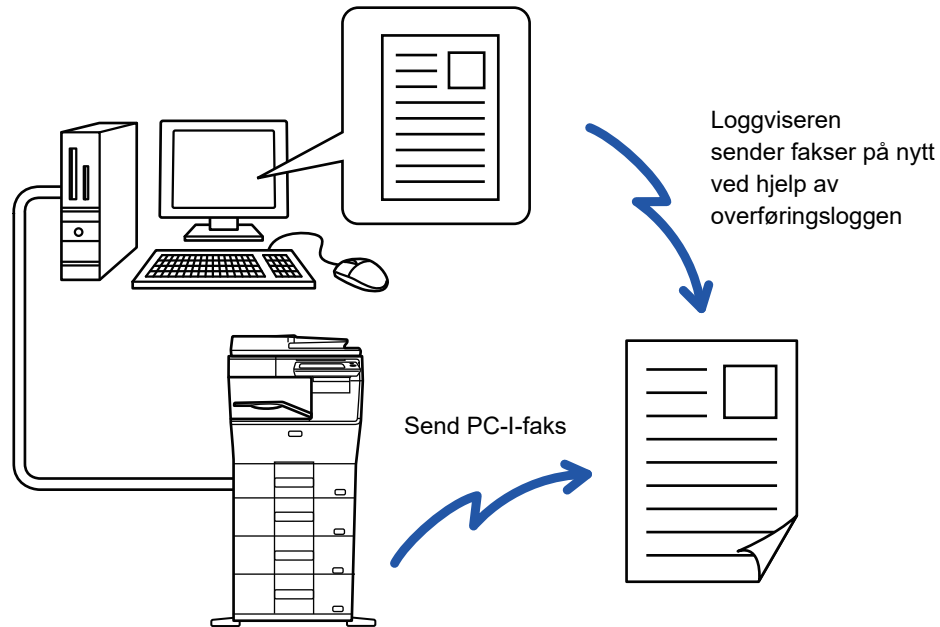 Loggviseren
sender fakser på nytt
ved hjelp av
overføringsloggen
Send PC-I-faks